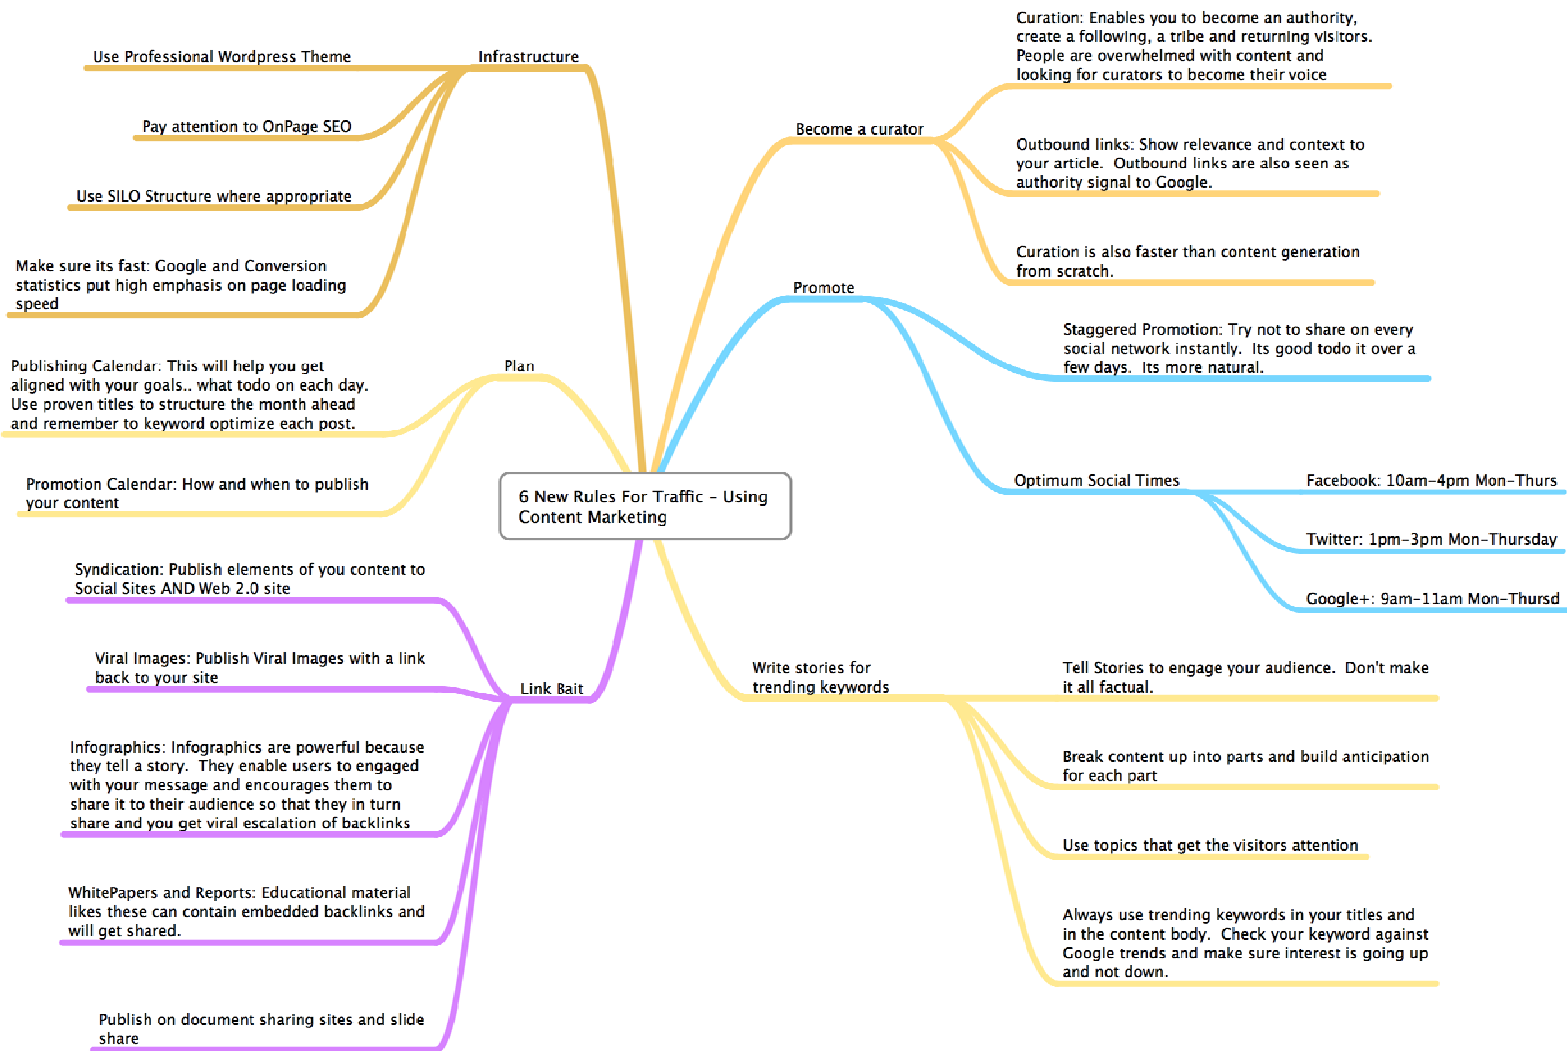 Use Professional Wordpress Theme
Infrastructure
Pay attention to OnPage SEO
Use SILO Structure where appropriate
Make sure its fast: Google and Conversion
statistics put high emphasis on page loading
speed
Publishing Calendar: This will help you get
aligned with your goals.. what todo on each day.
Use proven titles to structure the month ahead
and remember to keyword optimize each post.
Plan
Promotion Calendar: How and when to publish
your content
6 New Rules For Traffic - Using
Content Marketing
Syndication: Publish elements of you content to
Social Sites AND Web 2.0 site
Viral Images: Publish Viral Images with a link
back to your site
Link Bait
Infographics: Infographics are powerful because
they tell a story.  They enable users to engaged
with your message and encourages them to
share it to their audience so that they in turn
share and you get viral escalation of backlinks
WhitePapers and Reports: Educational material
likes these can contain embedded backlinks and
will get shared.
Publish on document sharing sites and slide
share
Curation: Enables you to become an authority,
create a following, a tribe and returning visitors.
People are overwhelmed with content and
looking for curators to become their voice
Become a curator
Outbound links: Show relevance and context to
your article.  Outbound links are also seen as
authority signal to Google.
Curation is also faster than content generation
from scratch.
Promote
Staggered Promotion: Try not to share on every
social network instantly.  Its good todo it over a
few days.  Its more natural.
Optimum Social Times
Facebook: 10am-4pm Mon-Thurs
Twitter: 1pm-3pm Mon-Thursday
Google+: 9am-11am Mon-Thursd
Write stories for
trending keywords
Tell Stories to engage your audience.  Don't make
it all factual.
Break content up into parts and build anticipation
for each part
Use topics that get the visitors attention
Always use trending keywords in your titles and
in the content body.  Check your keyword against
Google trends and make sure interest is going up
and not down.